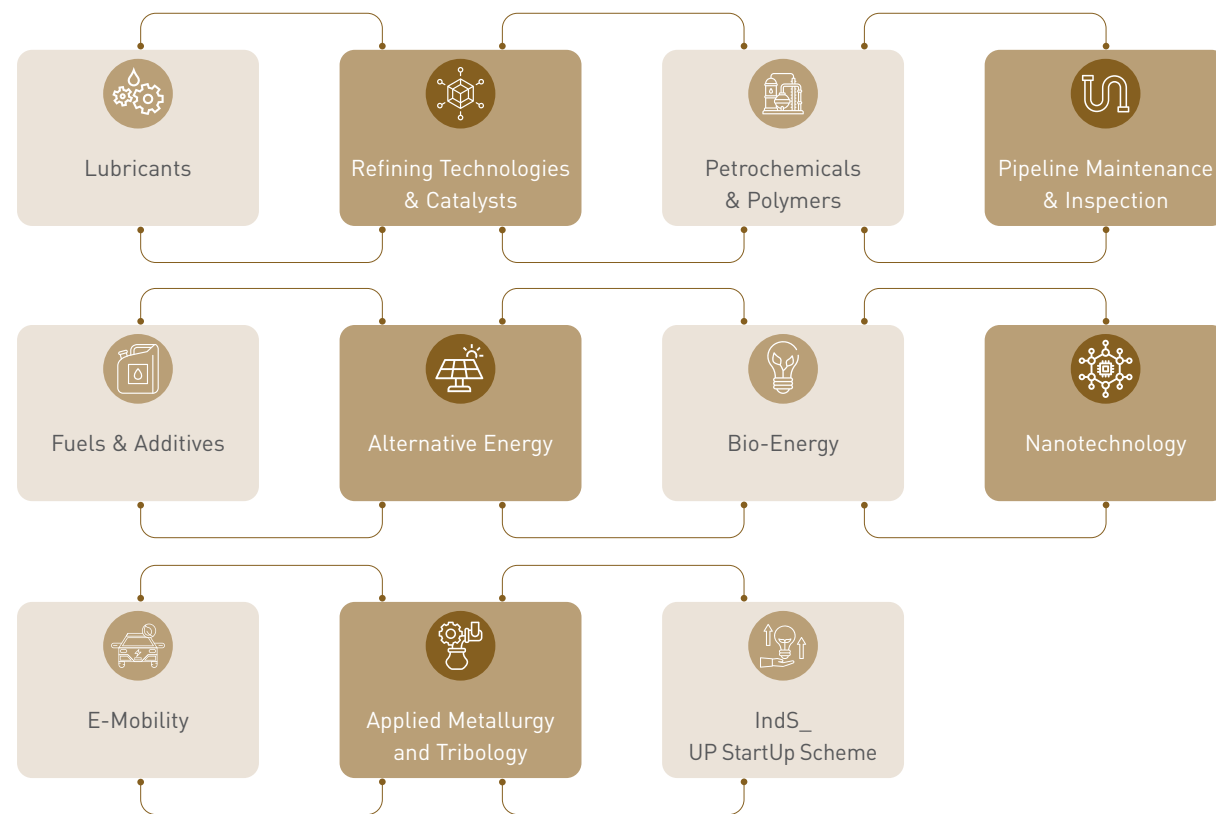 Lubricants
Refining Technologies
& Catalysts
Petrochemicals
& Polymers
Pipeline Maintenance
& Inspection
Fuels & Additives
Alternative Energy
Bio-Energy
Nanotechnology
E-Mobility
Applied Metallurgy
and Tribology
IndS_
UP StartUp Scheme